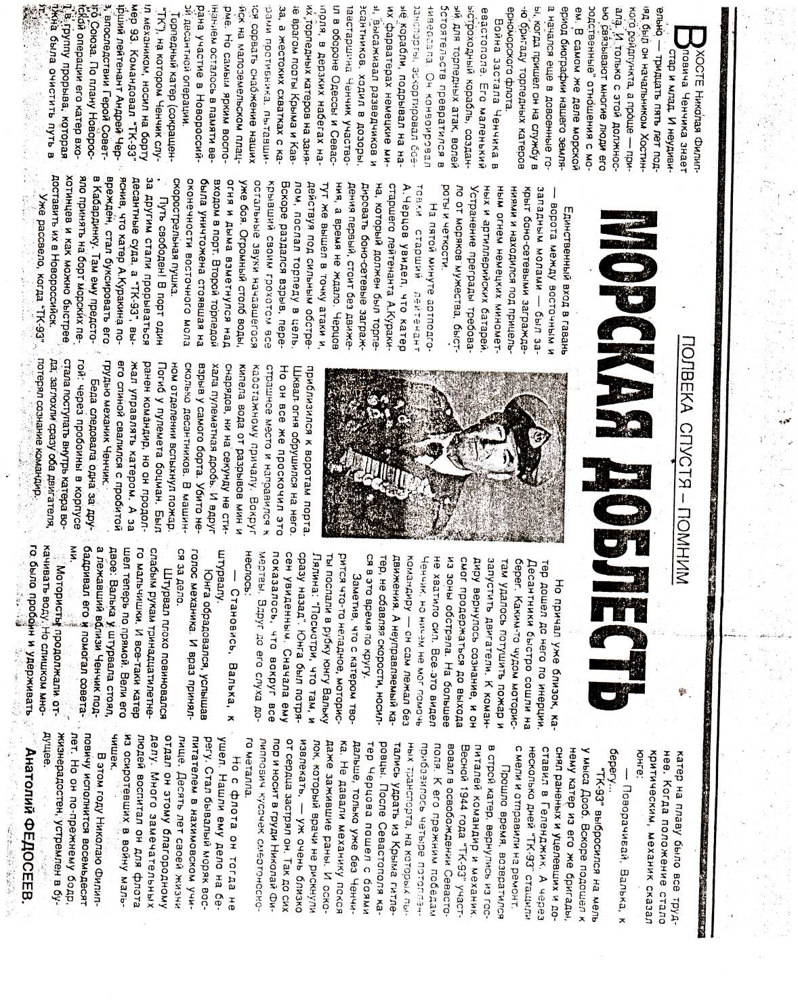 ПОЛВЕКА СПУСТЯ – ПОМНИМ
МОРСКАЯ ДОБЛЕСТЬ
В ХОСТЕ Николая Филип-
повича Ченчика знает
стар и млад. И неудиви-
тельно — тридцать пять лет под-
ряд был он начальником Хостин-
кого рейдпункта, а проще — при-
ала. И только с этой должнос-
ью связывают многие люди его
одственные" отношения с мо-
ем. В самом же деле морской
ериод биографии нашего земля-
а начался еще в довоенные го-
ы, когда пришел он на службу в
ю бригаду торпедных катеров
ерноморского флота.
Война застала Ченчика в
евастополе. Его маленький
ыстроходный корабль, создан-
ый для торпедных атак, волей
бстоятельств превратился в
ниверсала. Он конвоировал
ранспорты, эскортировал бое-
ые корабли, подрывал на на-
их фарватерах немецкие ми-
ы, высаживал разведчиков и
есантников, ходил в дозоры.
лавстаршина Ченчик участво-
ал в обороне Одессы и Севас-
поля, в дерзких набегах на-
их торпедных катеров на заня-
е врагом порты Крыма и Кав-
за, а жестоких схватках с ка-
рами противника, пытавши-
ся сорвать снабжение наших
йск на малоземельском плац-
рме. Но самым ярким воспо-
нанием осталось в памяти ве-
рана участие в Новороссий-
ой десантной операции.
Торпедный катер (сокращен-
"ТК"), на котором Ченчик слу-
л механиком, носил на борту
мер 93. Командовал "ТК-93"
арший лейтенант Андрей Чер-
в, впоследствии Герой Совет-
го Союза. По плану Новорос-
йской операции его катер вхо-
л в группу прорыва, которая
лжна была очистить путь в
Единственный вход в гавань
— ворота между восточным и
западным молами — был за-
крыт боно-сетевыми загражде-
ниями и находился под прицель-
ным огнем немецких миномет-
ных и артиллерийских батарей.
Устранение преграды требова-
ло от моряков мужества, быст-
роты и четкости.
На пятой минуте артподго-
товки старший лейтенант
А.Черцов увидел, что катер
старшего лейтенанта А.Кураки-
на, который должен был торпе-
дировать боно-сетевые заграж-
дения первый, стоит без движе-
ния, а время не ждало. Черцов
тут же вышел в точку атаки и,
действуя под сильным обстре-
лом, послал торпеду в цель.
Вскоре раздался взрыв, пере-
крывший своим грохотом все
остальные звуки начавшегося
уже боя. Огромный столб воды,
огня и дыма взметнулся над
входом в порт. Второй торпедой
была уничтожена стоявшая на
оконечности восточного мола
скорострельная пушка.
Путь свободен! В порт один
за другим стали прорываться
десантные суда, а "ТК-93", вы-
яснив, что катер А.Куракина по-
врежден, стал буксировать его
в Кабардинку. Там ему предсто-
яло принять на борт морских пе-
хотинцев и как можно быстрее
доставить их в Новороссийск.
Уже рассвело, когда "ТК-93"
приблизился к воротам порта.
Шквал огня обрушился на него.
Но он все же проскочил это
страшное место и направился к
каботажному причалу. Вокруг
кипела вода от разрывов мин и
снарядов, ни на секунду не сти-
хала пулеметная дробь. И вдруг
взрыв у самого борта. Убито не-
сколько десантников. В машин-
ном отделении вспыхнул пожар.
Погиб у пулемета боцман. Был
ранен командир, но он продол-
жал управлять катером. А за
его спиной свалился с пробитой
грудью механик Ченчик.
Беда следовала одна за дру-
гой: через пробоины в корпусе
стала поступать внутрь катера во-
да, заглохли сразу оба двигателя,
потерял сознание командир.
Но причал уже близок, ка-
тер дошел до него по инерции.
Десантники быстро сошли на
берег. Каким-то чудом мотори-
стам удалось потушить пожар и
запустить двигатели. К коман-
диру вернулось сознание, и он
смог продержаться до выхода
из зоны обстрела. На большее
не хватило сил. Все это видел
Ченчик, но ничем не мог помочь
командиру — он сам лежал без
движения. А неуправляемый ка-
тер, не сбавляя скорости, носил-
ся в это время по кругу.
Заметив, что с катером тво-
рится что-то неладное, моторис-
ты послали в рубку юнгу Вальку
Лялина: "Посмотри, что там, и
сразу назад". Юнга был потря-
сен увиденным. Сначала ему
показалось, что вокруг все
мертвы. Вдруг до его слуха до-
неслось:
— Становись, Валька, к
штурвалу.
Юнга обрадовался, услышав
голос механика. И враз принял-
ся за дело.
Штурвал плохо повиновался
слабым рукам тринадцатилетне-
го мальчишки. И все-таки катер
шел теперь по прямой. Вели его
двое: Валька у штурвала стоял,
а лежавший вблизи Ченчик под-
бадривал его и помогал совета-
ми.
Мотористы продолжали от-
качивать воду. Но слишком мно-
го было пробоин и удерживать
катер на плаву было все труд-
нее. Когда положение стало
критическим, механик сказал
юнге:
— Поворачивай, Валька, к
берегу...
"ТК-93" выбросился на мель
у мыса Дооб. Вскоре подошел к
нему катер из его же бригады,
снял раненых и уцелевших и до-
ставил в Геленджик. А через
несколько дней "ТК-93" стащили
с мели и отправили на ремонт.
Прошло время, возвратился
в строй катер, вернулись из гос-
питалей командир и механик.
Весной 1944 года "ТК-93" участ-
вовал в освобождении Севасто-
поля. К его прежним победам
прибавилось четыре потоплен-
ных транспорта, на которых пы-
тались удрать из Крыма гитле-
ровцы. После Севастополя ка-
тер Черцова пошел с боями
дальше, только уже без Ченчи-
ка. Не давали механику покоя
даже зажившие раны. И оско-
лок, который врачи не рискнули
извлекать, — уж очень близко
от сердца застрял он. Так до сих
пор и носит в груди Николай Фи-
липпович кусочек смертоносно-
го металла.
Но с флота он тогда не
ушел. Нашли ему дело на бе-
регу. Стал бывалый моряк вос-
питателем в нахимовском учи-
лище. Десять лет своей жизни
отдал он этому благородному
делу. Много замечательных
людей воспитал он для флота
из осиротевших в войну маль-
чишек.
В этом году Николаю Филип-
повичу исполнится восемьдесят
лет. Но он по-прежнему бодр,
жизнерадостен, устремлен в бу-
дущее.
Анатолий ФЕДОСЕЕВ.